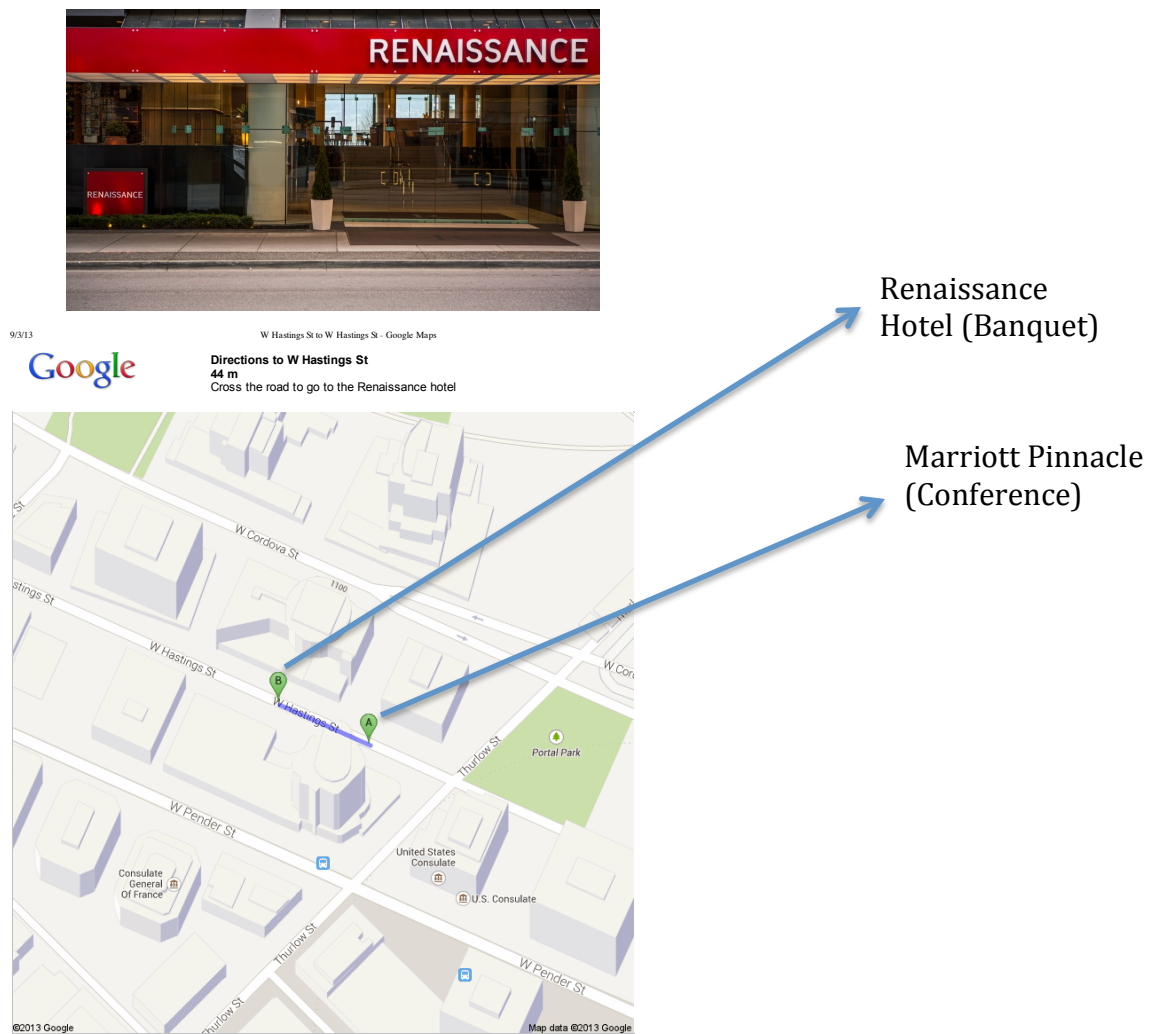 RENAISSANCE
RENAISSANCE
9/3/13
W Hastings St to W Hastings St - Google Maps
Google
Directions to W Hastings St
44 m
Cross the road to go to the Renaissance hotel
Renaissance
Hotel (Banquet)
Marriott Pinnacle
(Conference)
St
W Cordova St
1100
stings St
W Hastings St
W Cor
B
W Hastings St
A
Thurlow St
Portal Park
W Pender St
United States
Consulate
Consulate
General
Of France
U.S. Consulate
Thurlow St
W Pender St
Thurlow St
©2013 Google
Map data ©2013 Google